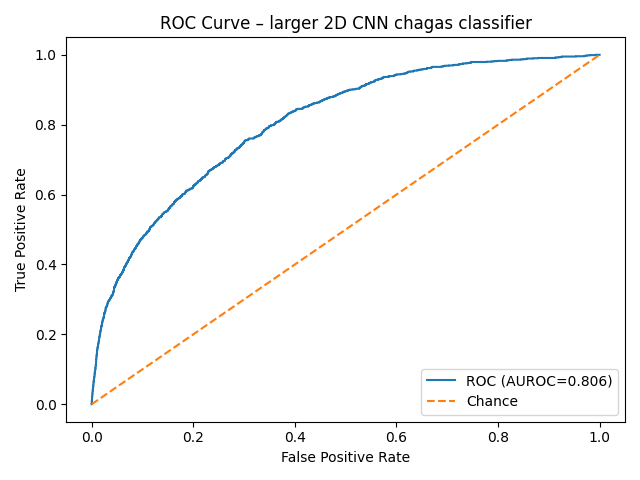 ROC Curve – larger 2D CNN chagas classifier
True Positive Rate
1.0
0.8
0.6
0.4
0.2
0.0
0.0 0.2 0.4 0.6 0.8 1.0
False Positive Rate
ROC (AUROC=0.806)
Chance